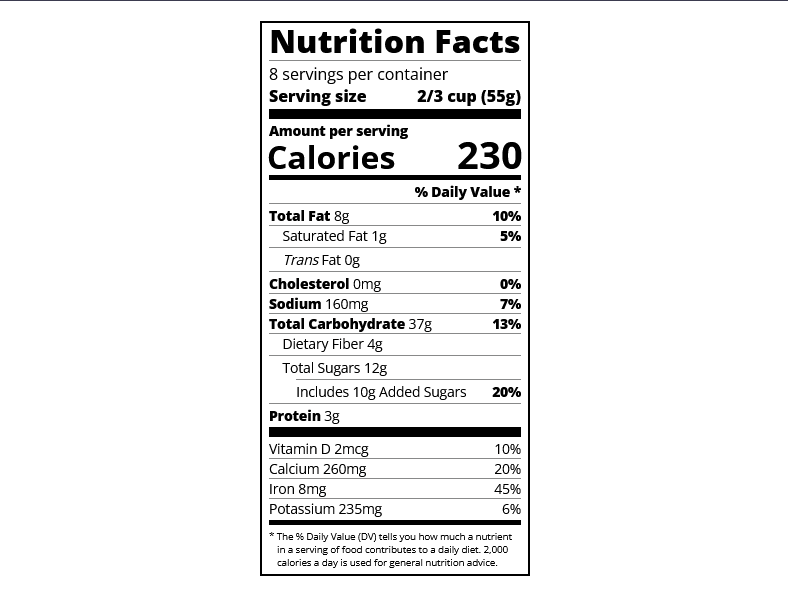 Nutrition Facts
8 servings per container
Serving size 2/3 cup (55g)
Amount per serving
Calories 230
% Daily Value *
Total Fat 8g 10%
Saturated Fat 1g 5%
Trans Fat 0g
Cholesterol 0mg 0%
Sodium 160mg 7%
Total Carbohydrate 37g 13%
Dietary Fiber 4g
Total Sugars 12g
Includes 10g Added Sugars 20%
Protein 3g
Vitamin D 2mcg 10%
Calcium 260mg 20%
Iron 8mg 45%
Potassium 235mg 6%
* The % Daily Value (DV) tells you how much a nutrient
in a serving of food contributes to a daily diet. 2,000
calories a day is used for general nutrition advice.